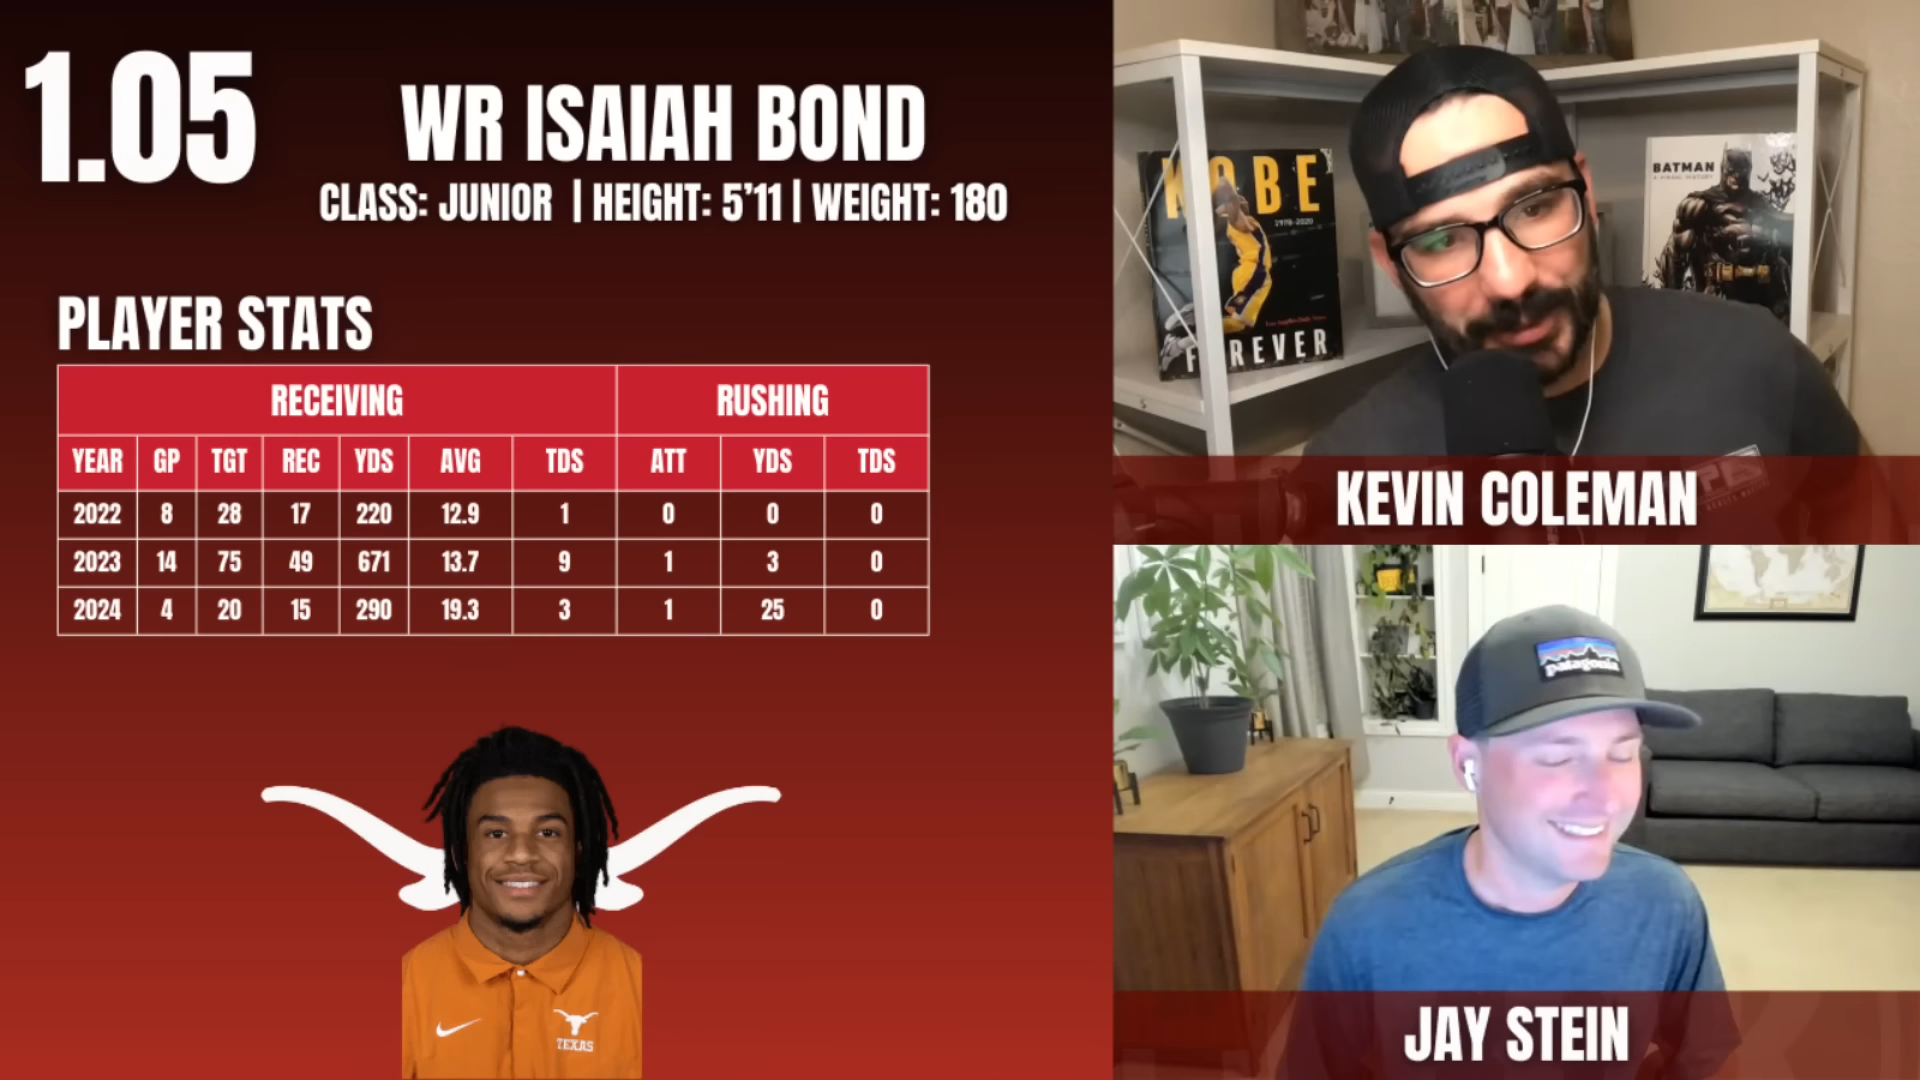 1.05
WR ISAIAH BOND
CLASS: JUNIOR | HEIGHT: 5'11 | WEIGHT: 180
PLAYER STATS
RECEIVING RUSHING
YEAR GP TGT REC YDS AVG TDS ATT YDS TDS
2022 8 28 17 220 12.9 1 0 0 0
2023 14 75 49 671 13.7 9 1 3 0
2024 4 20 15 290 19.3 3 1 25 0
TEXAS
KOBE
1978-2020
FOREVER
BATMAN
KEVIN COLEMAN
patagonia
JAY STEIN